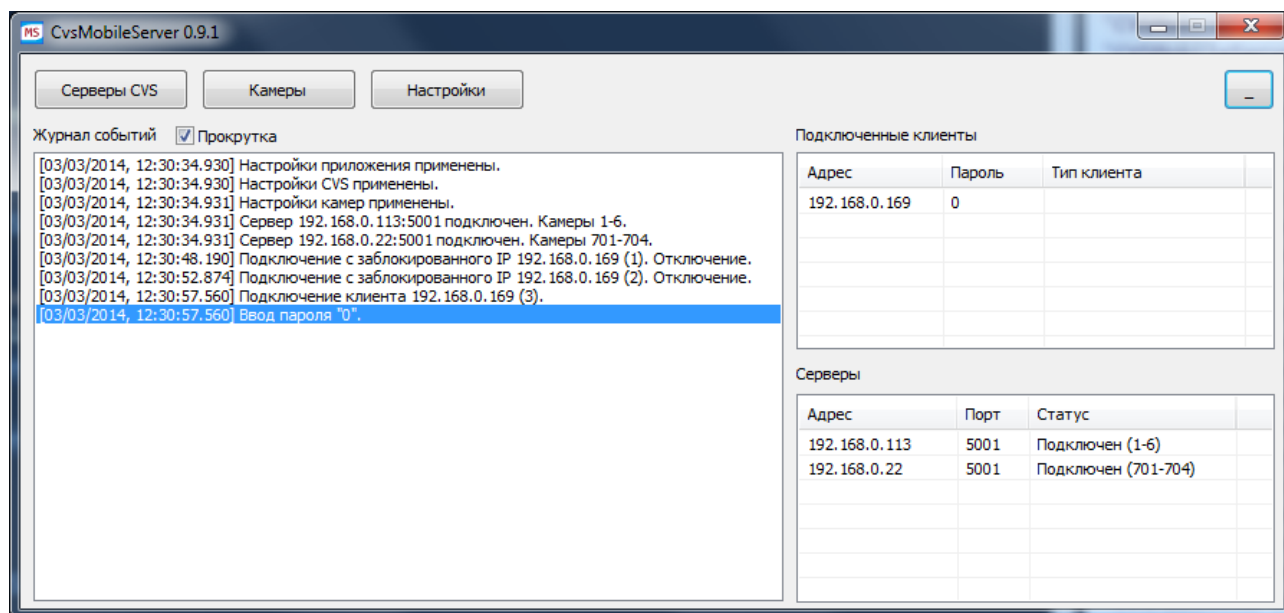 MS CvsMobileServer 0.9.1
Серверы CVS Камеры Настройки _
Журнал событий Прокрутка
[03/03/2014, 12:30:34.930] Настройки приложения применены.
[03/03/2014, 12:30:34.930] Настройки CVS применены.
[03/03/2014, 12:30:34.931] Настройки камер применены.
[03/03/2014, 12:30:34.931] Сервер 192.168.0.113:5001 подключен. Камеры 1-6.
[03/03/2014, 12:30:34.931] Сервер 192.168.0.22:5001 подключен. Камеры 701-704.
[03/03/2014, 12:30:48.190] Подключение с заблокированного IP 192.168.0.169 (1). Отключение.
[03/03/2014, 12:30:52.874] Подключение с заблокированного IP 192.168.0.169 (2). Отключение.
[03/03/2014, 12:30:57.560] Подключение клиента 192.168.0.169 (3).
[03/03/2014, 12:30:57.560] Ввод пароля "0".
Подключенные клиенты
Адрес Пароль Тип клиента
192.168.0.169 0
Серверы
Адрес Порт Статус
192.168.0.113 5001 Подключен (1-6)
192.168.0.22 5001 Подключен (701-704)